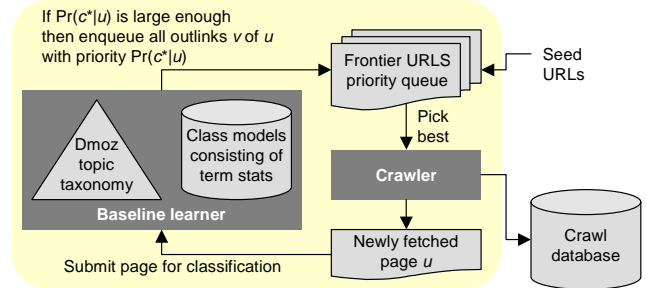 If Pr(c*|u) is large enough
then enqueue all outlinks v of u
with priority Pr(c*|u)
Frontier URLS
priority queue
Seed
URLs
Pick
best
Dmoz
topic
taxonomy
Class models
consisting of
term stats
Baseline learner
Crawler
Newly fetched
page u
Crawl
database
Submit page for classification